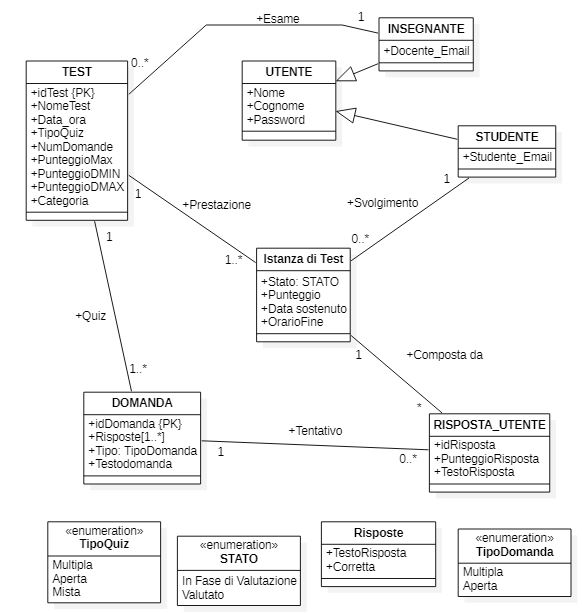 +Esame
1
0..*
INSEGNANTE
+Docente_Email
TEST
+idTest {PK}
+NomeTest
+Data_ora
+TipoQuiz
+NumDomande
+PunteggioMax
+PunteggioDMIN
+PunteggioDMAX
+Categoria
UTENTE
+Nome
+Cognome
+Password
STUDENTE
+Studente_Email
1
+Prestazione
1..*
1
+Svolgimento
0..*
Istanza di Test
+Stato: STATO
+Punteggio
+Data sostenuto
+OrarioFine
1
+Quiz
1..*
1
+Composta da
*
DOMANDA
+idDomanda {PK}
+Risposte[1..*]
+Tipo: TipoDomanda
+Testodomanda
1
+Tentativo
0..*
RISPOSTA_UTENTE
+idRisposta
+PunteggioRisposta
+TestoRisposta
«enumeration»
TipoQuiz
Multipla
Aperta
Mista
«enumeration»
STATO
In Fase di Valutazione
Valutato
Risposte
+TestoRisposta
+Corretta
«enumeration»
TipoDomanda
Multipla
Aperta